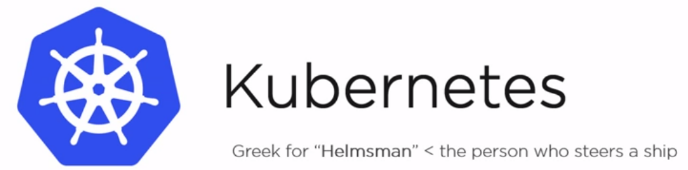 Kubernetes
Greek for “Helmsman” < the person who steers a ship